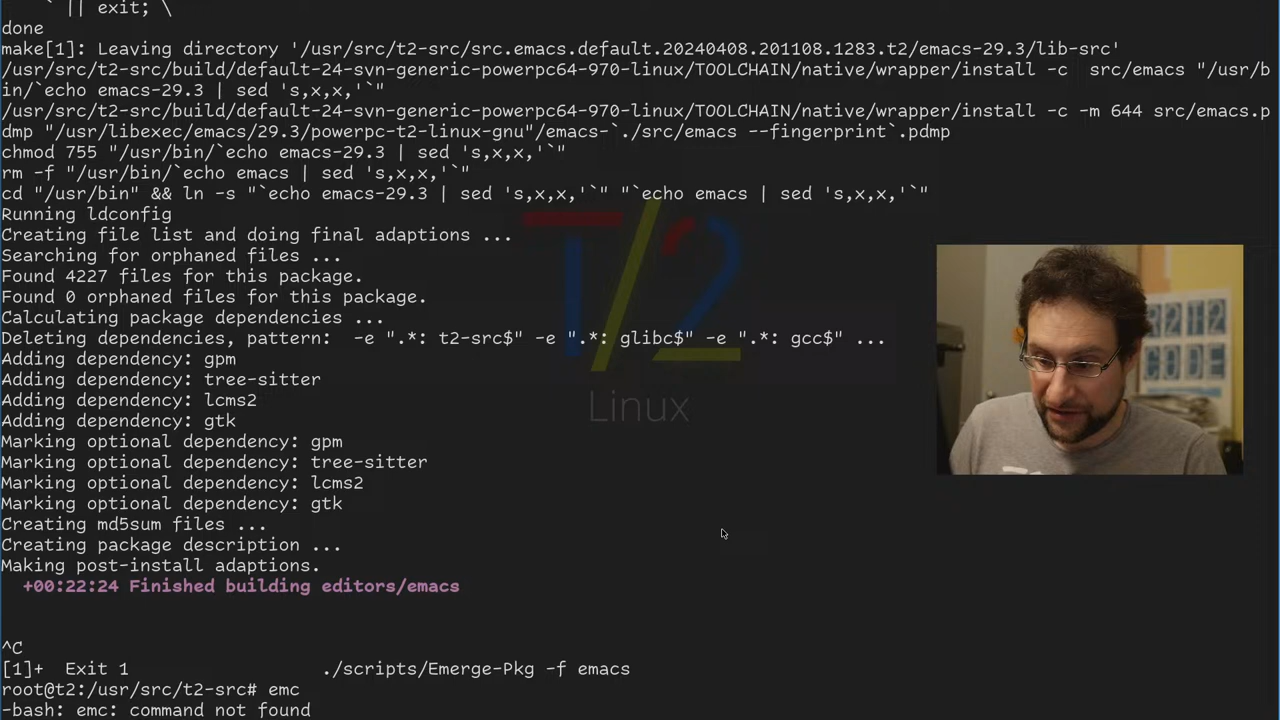 ` || exit; \
done
make[1]: Leaving directory '/usr/src/t2-src/src.emacs.default.20240408.201108.1283.t2/emacs-29.3/lib-src'
/usr/src/t2-src/build/default-24-svn-generic-powerpc64-970-linux/TOOLCHAIN/native/wrapper/install -c  src/emacs "/usr/b
in/`echo emacs-29.3 | sed 's,x,x,'`"
/usr/src/t2-src/build/default-24-svn-generic-powerpc64-970-linux/TOOLCHAIN/native/wrapper/install -c -m 644 src/emacs.p
dmp "/usr/libexec/emacs/29.3/powerpc-t2-linux-gnu"/emacs-`./src/emacs --fingerprint`.pdmp
chmod 755 "/usr/bin/`echo emacs-29.3 | sed 's,x,x,'`"
rm -f "/usr/bin/`echo emacs | sed 's,x,x,'`"
cd "/usr/bin" && ln -s "`echo emacs-29.3 | sed 's,x,x,'`" "`echo emacs | sed 's,x,x,'`"
Running ldconfig
Creating file list and doing final adaptions ...
Searching for orphaned files ...
Found 4227 files for this package.
Found 0 orphaned files for this package.
Calculating package dependencies ...
Deleting dependencies, pattern:  -e ".*: t2-src$" -e ".*: glibc$" -e ".*: gcc$" ...
Adding dependency: gpm
Adding dependency: tree-sitter
Adding dependency: lcms2
Adding dependency: gtk
Marking optional dependency: gpm
Marking optional dependency: tree-sitter
Marking optional dependency: lcms2
Marking optional dependency: gtk
Creating md5sum files ...
Creating package description ...
Making post-install adaptions.
+00:22:24 Finished building editors/emacs
^C
[1]+  Exit 1                  ./scripts/Emerge-Pkg -f emacs
root@t2:/usr/src/t2-src# emc
-bash: emc: command not found
T/2
Linux
CODE